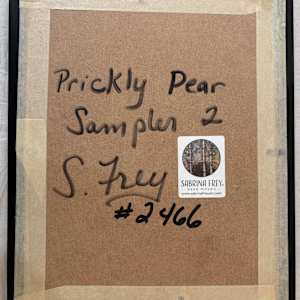 Prickly Pear
Sampler 2
S. Frey
#2466
SABRINA FREY